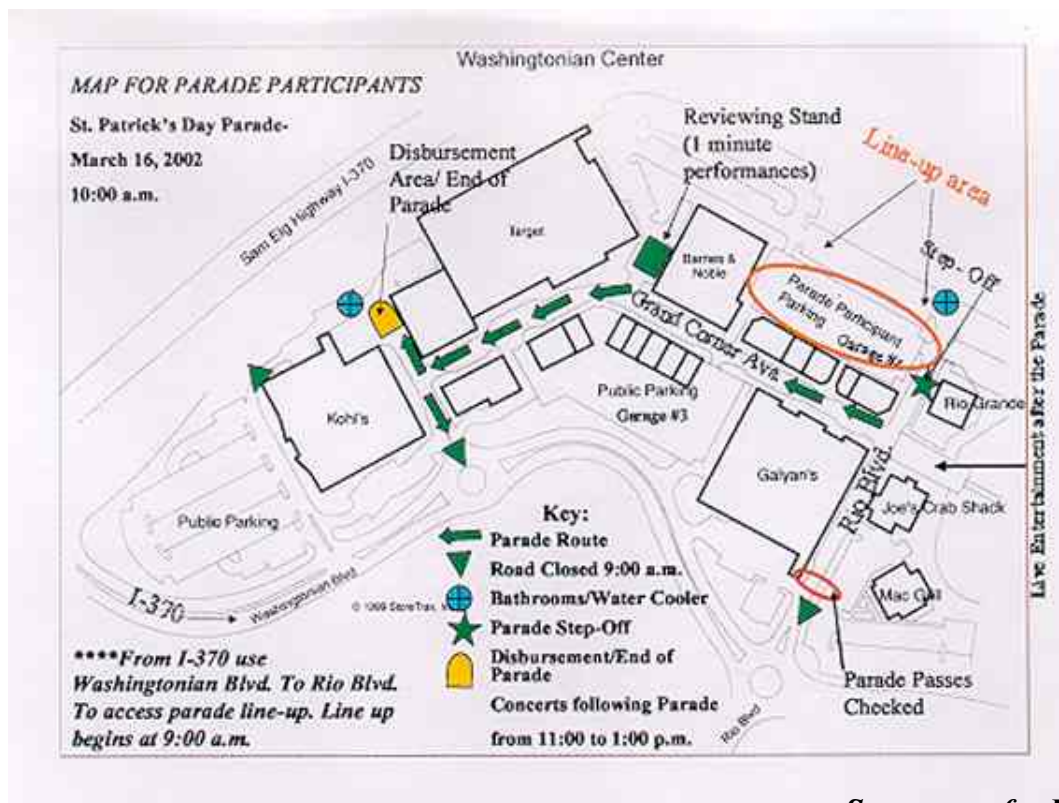 Washingtonian Center
MAP FOR PARADE PARTICIPANTS
St. Patrick's Day Parade-
March 16, 2002
10:00 a.m.
Sam Eig Highway I-370
Disbursement
Area/ End of
Parade
Reviewing Stand
(1 minute
performances)
Line-up area
Step-Off
Target
Barnes &
Noble
Parade Participant
Parking
Garage
Grand Corner Ave.
Rio Grande
Kohl's
Public Parking
Garage #3
Galyan's
Rio Blvd.
Joe's Crab Shack
Mac Grill
Live Entertainment after the Parade
Public Parking
I-370
Washingtonian Blvd
© 1999 StoreTrax,
Key:
Parade Route
Road Closed 9:00 a.m.
Bathrooms/Water Cooler
Parade Step-Off
Disbursement/End of
Parade
Concerts following Parade
from 11:00 to 1:00 p.m.
Parade Passes
Checked
Rio Blvd
****From I-370 use
Washingtonian Blvd. To Rio Blvd.
To access parade line-up. Line up
begins at 9:00 a.m.